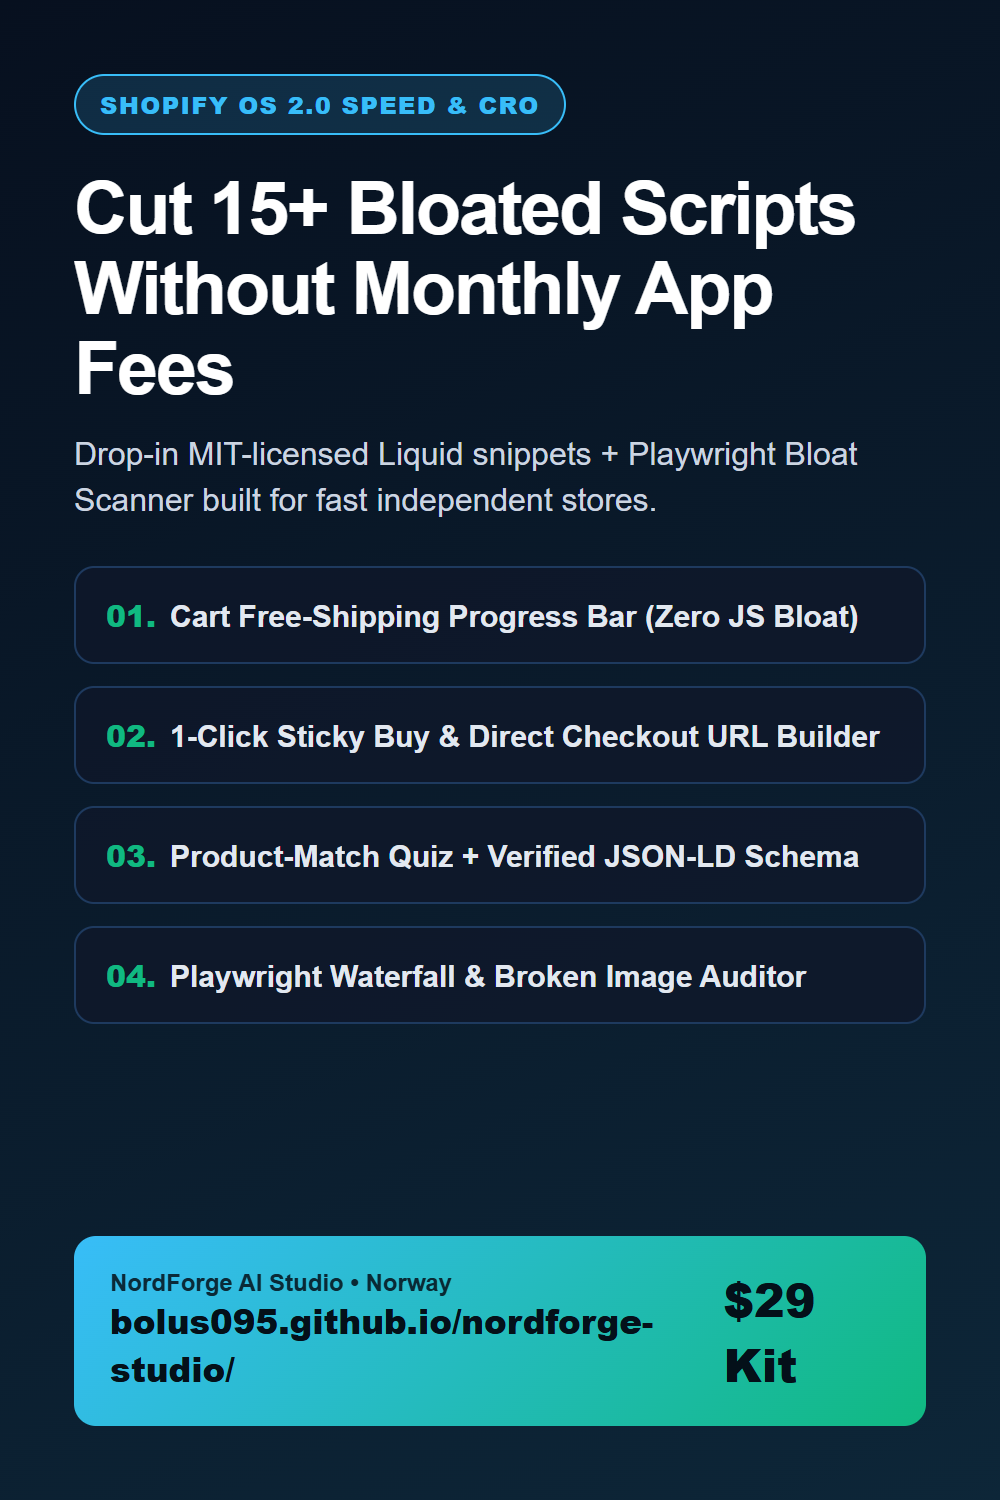 SHOPIFY OS 2.0 SPEED & CRO
Cut 15+ Bloated Scripts
Without Monthly App
Fees
Drop-in MIT-licensed Liquid snippets + Playwright Bloat
Scanner built for fast independent stores.
01. Cart Free-Shipping Progress Bar (Zero JS Bloat)
02. 1-Click Sticky Buy & Direct Checkout URL Builder
03. Product-Match Quiz + Verified JSON-LD Schema
04. Playwright Waterfall & Broken Image Auditor
NordForge AI Studio • Norway
bolus095.github.io/nordforge-
studio/
$29
Kit